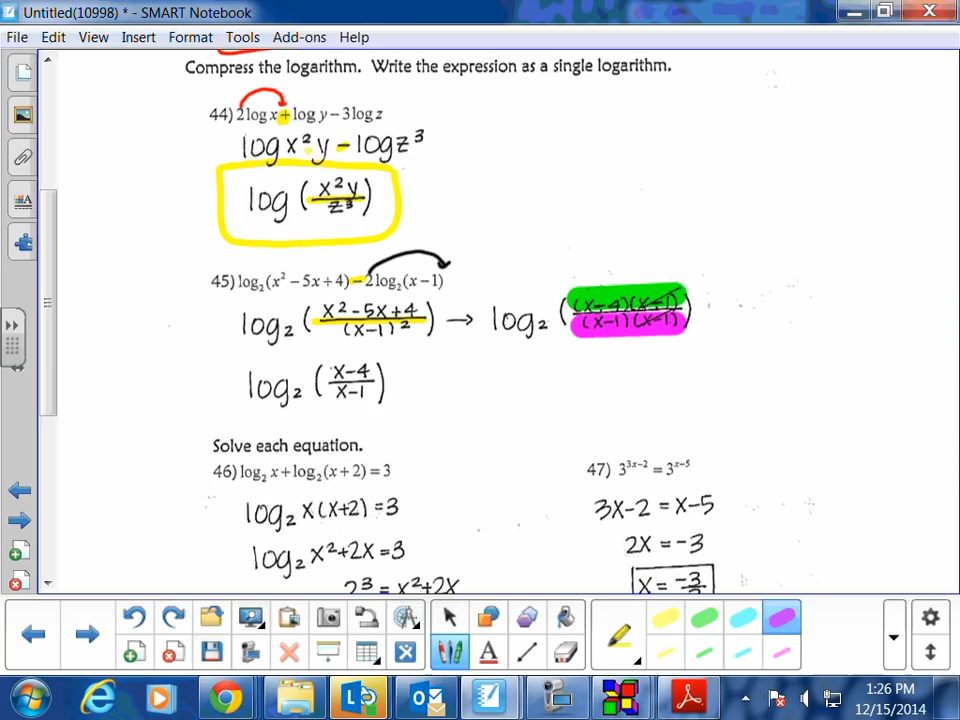 Untitled(10998) * - SMART Notebook
File Edit View Insert Format Tools Add-ons Help
Compress the logarithm. Write the expression as a single logarithm.
44) 2log x + log y − 3log z
log x²y − log z³
log (x²y/z³)
45) log₂(x² − 5x + 4) − 2log₂(x − 1)
log₂ (x²−5x+4/(x−1)²) → log₂ ((x−4)(x−1)/(x−1)(x−1))
log₂ (x−4/x−1)
Solve each equation.
46) log₂ x + log₂(x + 2) = 3
47) 3³ˣ⁻² = 3ˣ⁻⁵
log₂ x(x+2) = 3
3x−2 = x−5
log₂ x²+2x = 3
2x = −3
2³ = x²+2x
x = −3
1:26 PM
12/15/2014